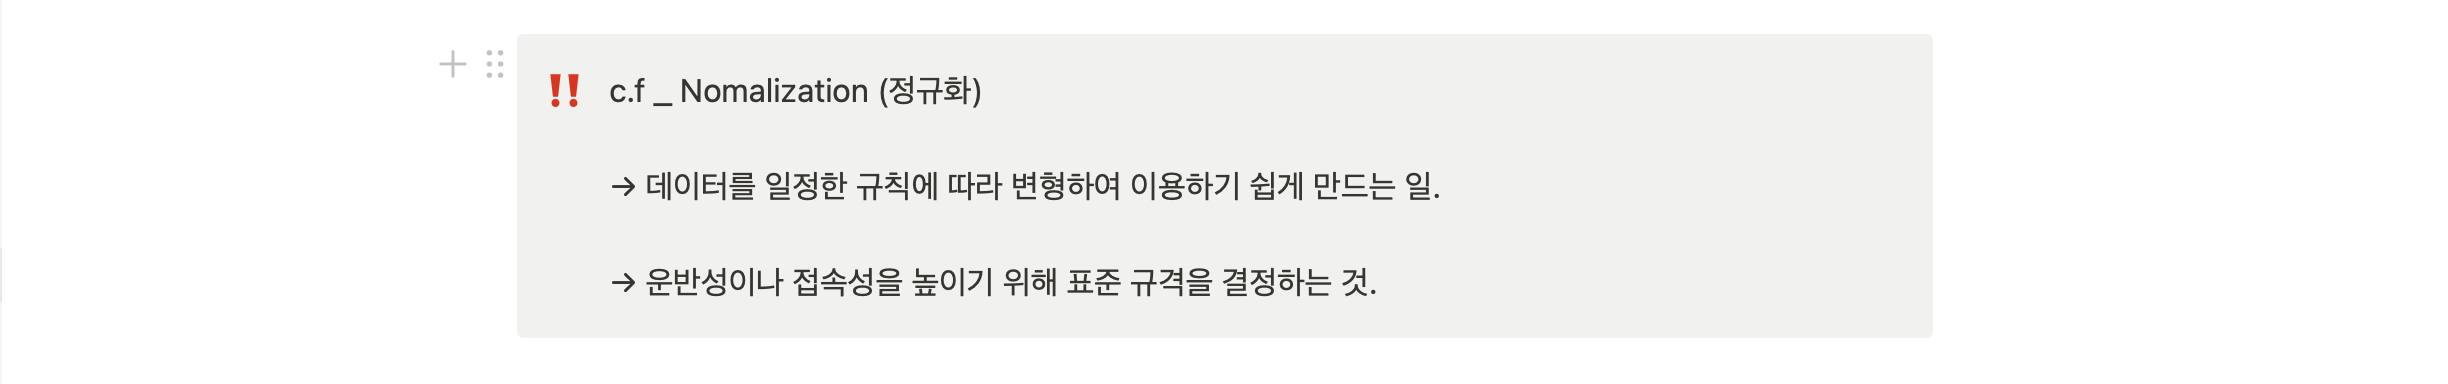 ‼ c.f _ Nomalization (정규화)
→ 데이터를 일정한 규칙에 따라 변형하여 이용하기 쉽게 만드는 일.
→ 운반성이나 접속성을 높이기 위해 표준 규격을 결정하는 것.